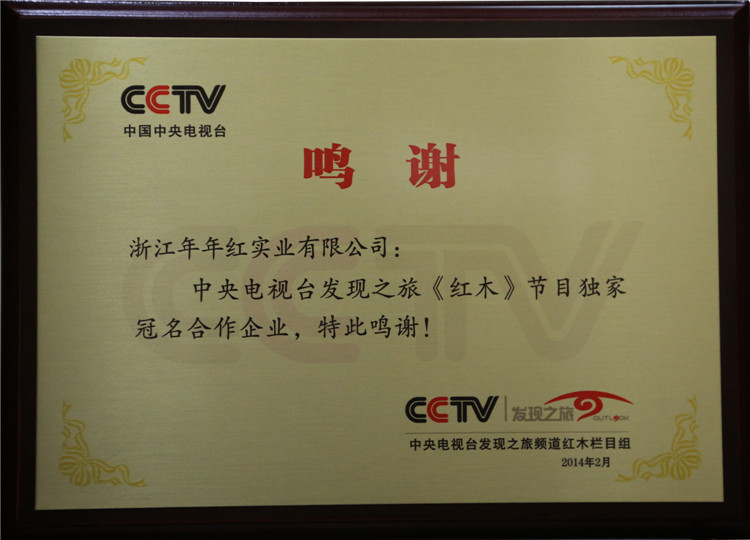 CCTV
中国中央电视台
鸣 谢
浙江年年红实业有限公司：
中央电视台发现之旅《红木》节目独家
冠名合作企业，特此鸣谢！
CCTV 发现之旅 OUTLOOK
中央电视台发现之旅频道红木栏目组
2014年2月